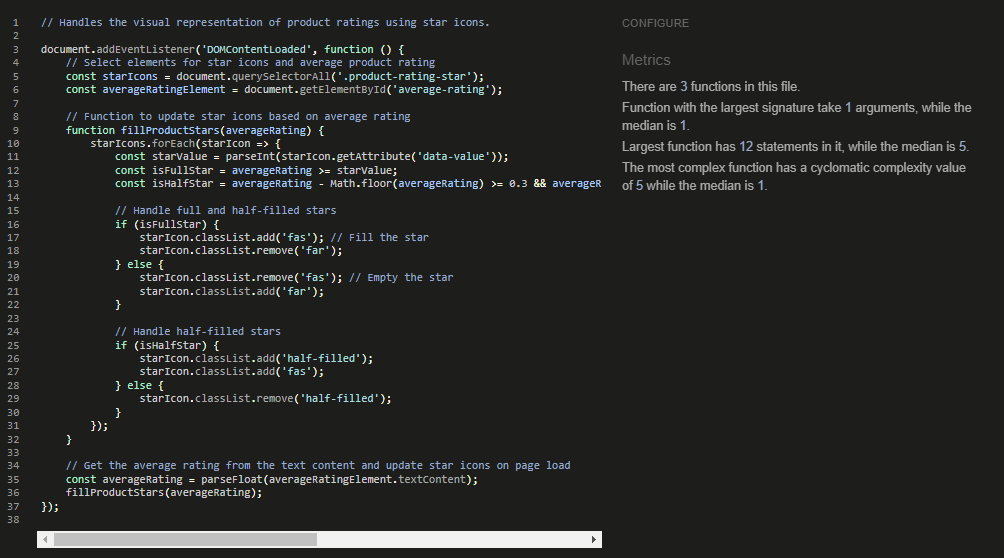 1 // Handles the visual representation of product ratings using star icons.
2
3 document.addEventListener('DOMContentLoaded', function () {
4     // Select elements for star icons and average product rating
5     const starIcons = document.querySelectorAll('.product-rating-star');
6     const averageRatingElement = document.getElementById('average-rating');
7
8     // Function to update star icons based on average rating
9     function fillProductStars(averageRating) {
10         starIcons.forEach(starIcon => {
11             const starValue = parseInt(starIcon.getAttribute('data-value'));
12             const isFullStar = averageRating >= starValue;
13             const isHalfStar = averageRating - Math.floor(averageRating) >= 0.3 && averageR
14
15             // Handle full and half-filled stars
16             if (isFullStar) {
17                 starIcon.classList.add('fas'); // Fill the star
18                 starIcon.classList.remove('far');
19             } else {
20                 starIcon.classList.remove('fas'); // Empty the star
21                 starIcon.classList.add('far');
22             }
23
24             // Handle half-filled stars
25             if (isHalfStar) {
26                 starIcon.classList.add('half-filled');
27                 starIcon.classList.add('fas');
28             } else {
29                 starIcon.classList.remove('half-filled');
30             }
31         });
32     }
33
34     // Get the average rating from the text content and update star icons on page load
35     const averageRating = parseFloat(averageRatingElement.textContent);
36     fillProductStars(averageRating);
37 });
38
CONFIGURE
Metrics
There are 3 functions in this file.
Function with the largest signature take 1 arguments, while the
median is 1.
Largest function has 12 statements in it, while the median is 5.
The most complex function has a cyclomatic complexity value
of 5 while the median is 1.